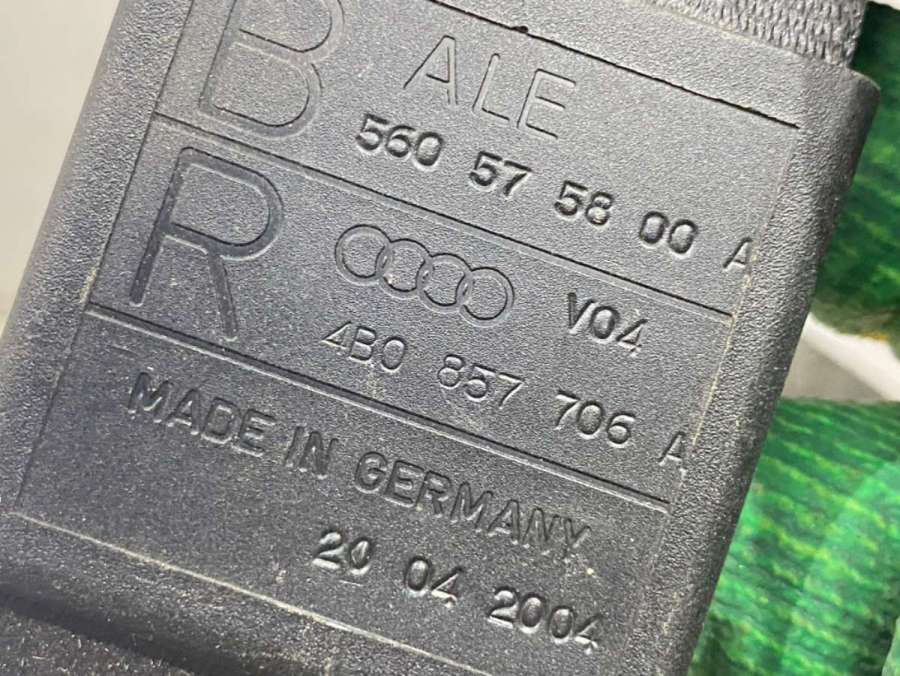 B ALE
560 57 58 00 A
R V04
4B0 857 706 A
MADE IN GERMANY
20 04 2004